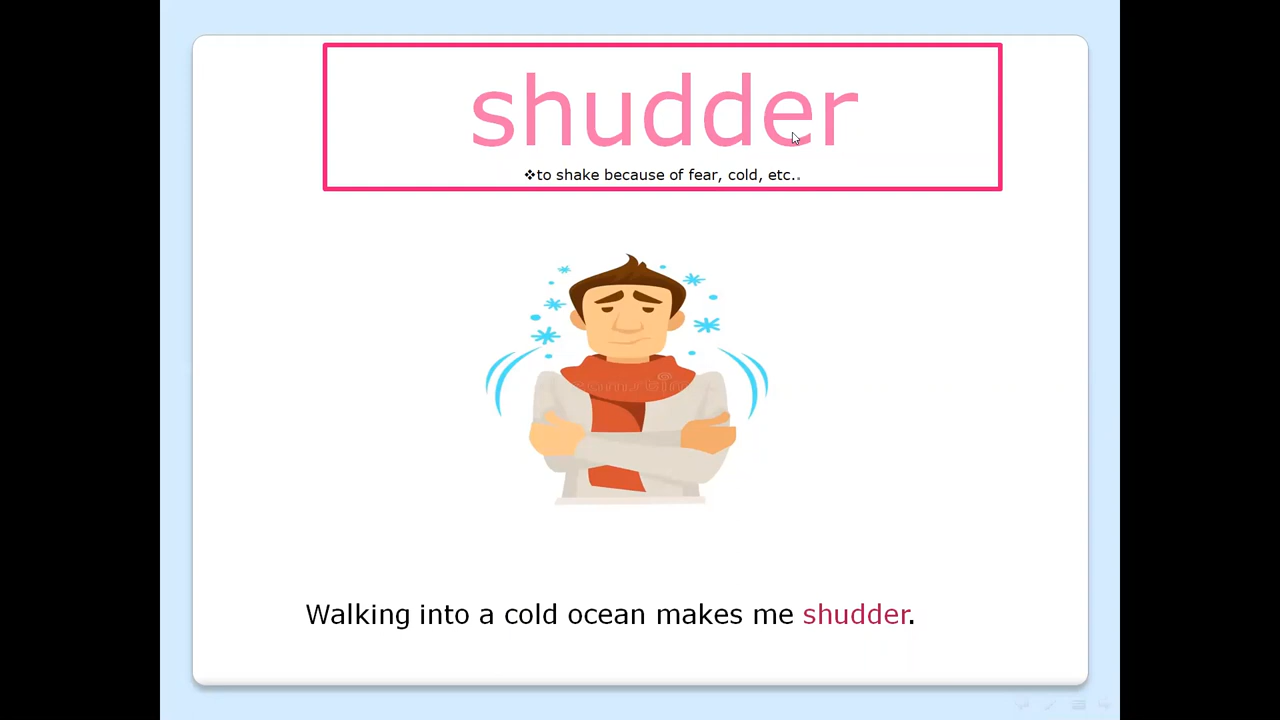 shudder
❖to shake because of fear, cold, etc..
Walking into a cold ocean makes me shudder.